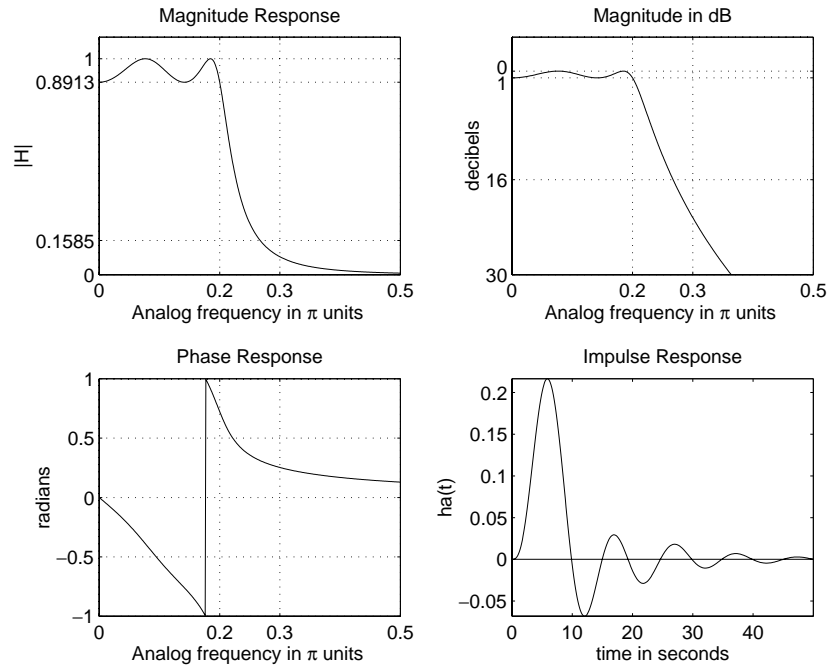 Magnitude Response
1
0.8913
|H|
0.1585
0
0 0.2 0.3 0.5
Analog frequency in π units
Magnitude in dB
0
1
decibels
16
30
0 0.2 0.3 0.5
Analog frequency in π units
Phase Response
1
0.5
0
−0.5
−1
radians
0 0.2 0.3 0.5
Analog frequency in π units
Impulse Response
0.2
0.15
0.1
0.05
0
−0.05
ha(t)
0 10 20 30 40
time in seconds